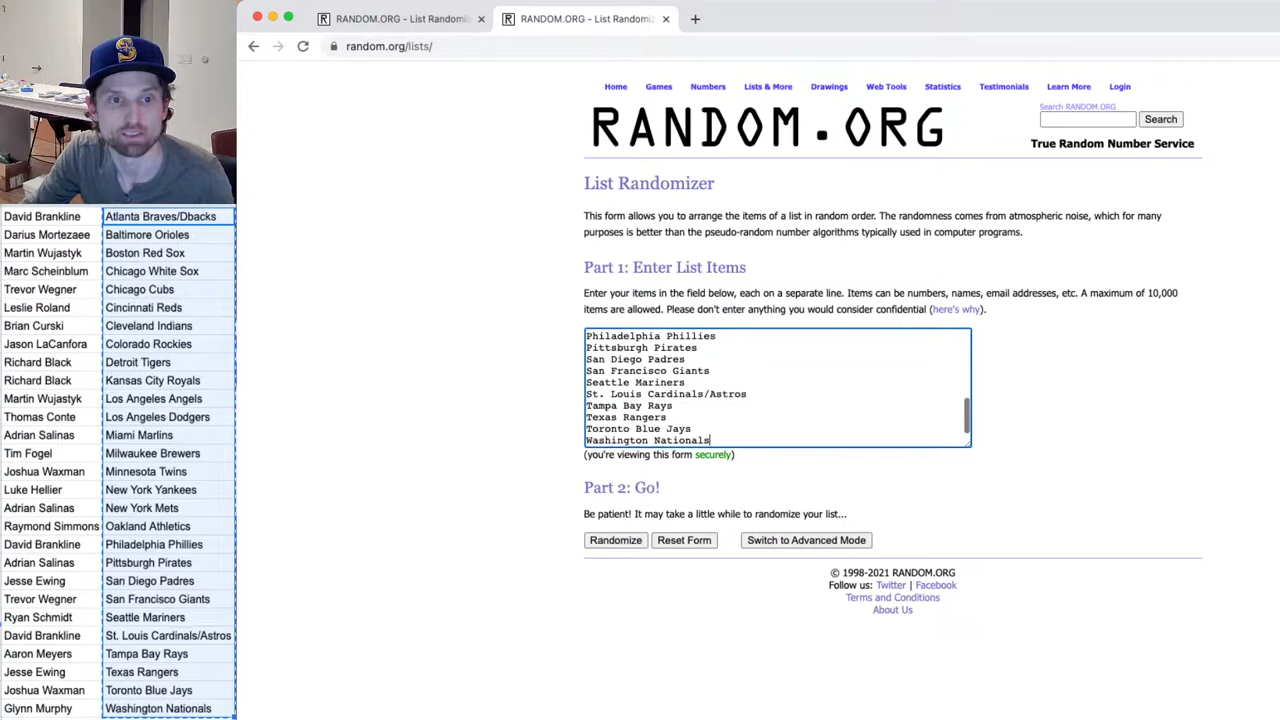 RANDOM.ORG - List Randomiz
RANDOM.ORG - List Randomiz
random.org/lists/
Home Games Numbers Lists & More Drawings Web Tools Statistics Testimonials Learn More Login
RANDOM.ORG
Search RANDOM.ORG
Search
True Random Number Service
List Randomizer
This form allows you to arrange the items of a list in random order. The randomness comes from atmospheric noise, which for many
purposes is better than the pseudo-random number algorithms typically used in computer programs.
Part 1: Enter List Items
Enter your items in the field below, each on a separate line. Items can be numbers, names, email addresses, etc. A maximum of 10,000
items are allowed. Please don't enter anything you would consider confidential (here's why).
Philadelphia Phillies
Pittsburgh Pirates
San Diego Padres
San Francisco Giants
Seattle Mariners
St. Louis Cardinals/Astros
Tampa Bay Rays
Texas Rangers
Toronto Blue Jays
Washington Nationals
(you're viewing this form securely)
Part 2: Go!
Be patient! It may take a little while to randomize your list...
Randomize Reset Form Switch to Advanced Mode
© 1998-2021 RANDOM.ORG
Follow us: Twitter | Facebook
Terms and Conditions
About Us
David Brankline Atlanta Braves/Dbacks
Darius Mortezaee Baltimore Orioles
Martin Wujastyk Boston Red Sox
Marc Scheinblum Chicago White Sox
Trevor Wegner Chicago Cubs
Leslie Roland Cincinnati Reds
Brian Curski Cleveland Indians
Jason LaCanfora Colorado Rockies
Richard Black Detroit Tigers
Richard Black Kansas City Royals
Martin Wujastyk Los Angeles Angels
Thomas Conte Los Angeles Dodgers
Adrian Salinas Miami Marlins
Tim Fogel Milwaukee Brewers
Joshua Waxman Minnesota Twins
Luke Hellier New York Yankees
Adrian Salinas New York Mets
Raymond Simmons Oakland Athletics
David Brankline Philadelphia Phillies
Adrian Salinas Pittsburgh Pirates
Jesse Ewing San Diego Padres
Trevor Wegner San Francisco Giants
Ryan Schmidt Seattle Mariners
David Brankline St. Louis Cardinals/Astros
Aaron Meyers Tampa Bay Rays
Jesse Ewing Texas Rangers
Joshua Waxman Toronto Blue Jays
Glynn Murphy Washington Nationals